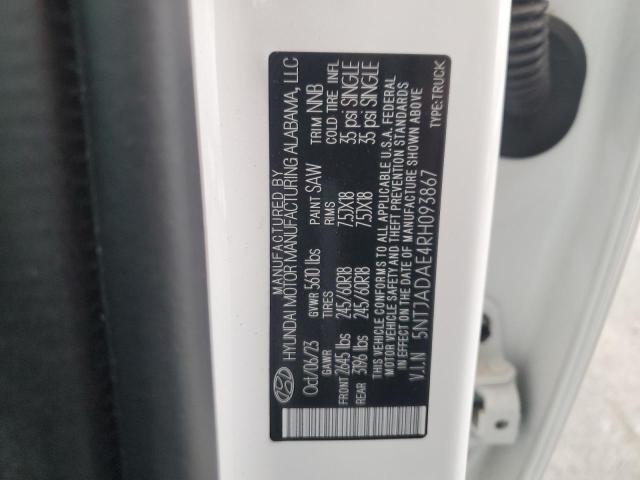 MANUFACTURED BY
HYUNDAI MOTOR MANUFACTURING ALABAMA, LLC
Oct/06/23 GVWR 5610 lbs PAINT SAW TRIM NNB
GAWR TIRES RIMS COLD TIRE INFL
FRONT 2645 lbs 245/60R18 7.5JX18 35 psi SINGLE
REAR 3196 lbs 245/60R18 7.5JX18 35 psi SINGLE
THIS VEHICLE CONFORMS TO ALL APPLICABLE U.S.A. FEDERAL
MOTOR VEHICLE SAFETY AND THEFT PREVENTION STANDARDS
IN EFFECT ON THE DATE OF MANUFACTURE SHOWN ABOVE
V.I.N 5NTJADAE4RH093867 TYPE:TRUCK